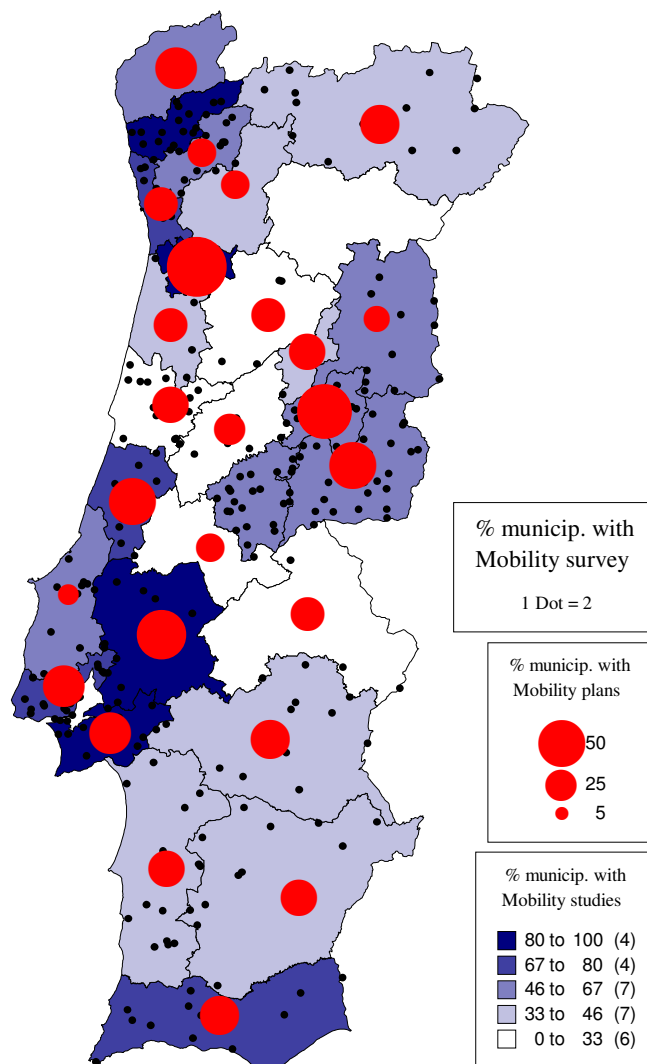 % municip. with
Mobility survey
1 Dot = 2
% municip. with
Mobility plans
50
25
5
% municip. with
Mobility studies
80 to 100 (4)
67 to 80 (4)
46 to 67 (7)
33 to 46 (7)
0 to 33 (6)